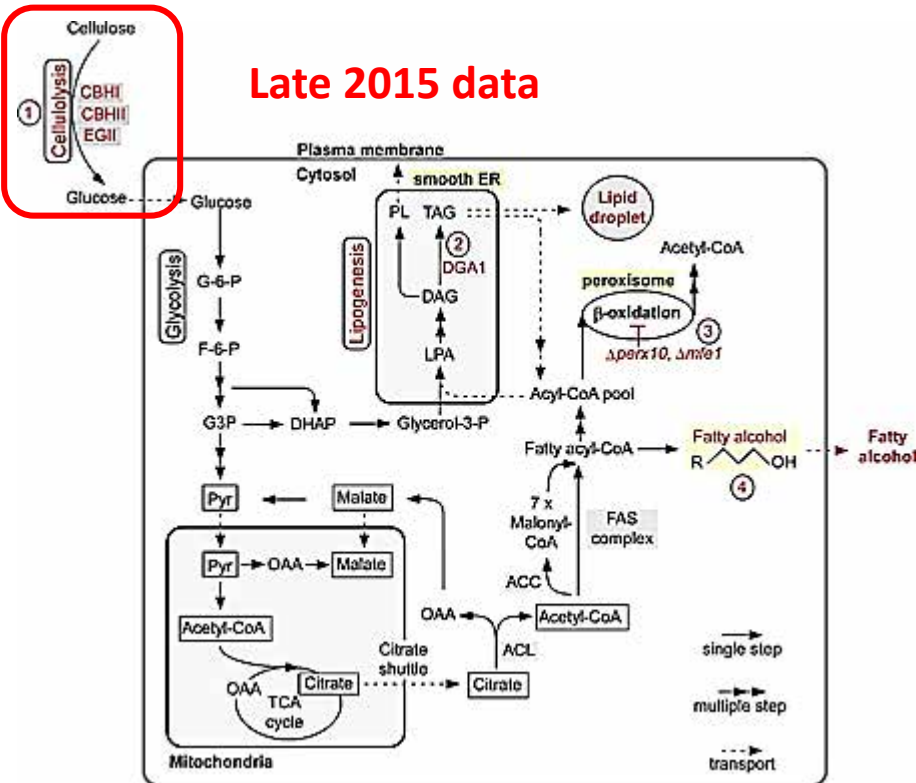 Cellulose
1
Cellulolysis
CBHI
CBHII
EGII
Glucose
Late 2015 data
Plasma membrane
Cytosol
smooth ER
Glucose
Glycolysis
G-6-P
F-6-P
G3P
DHAP
Glycerol-3-P
Lipogenesis
PL
TAG
2
DGA1
DAG
LPA
Lipid
droplet
Acetyl-CoA
peroxisome
β-oxidation
3
Δperx10, Δmfe1
Acyl-CoA pool
Fatty acyl-CoA
Fatty alcohol
R
OH
4
Fatty
alcohol
Pyr
Malate
7 x
Malonyl-
CoA
FAS
complex
ACC
Pyr
OAA
Malate
Acetyl-CoA
OAA
Citrate
TCA
cycle
Mitochondria
Citrate
shuttle
OAA
ACL
Acetyl-CoA
Citrate
single step
multiple step
transport